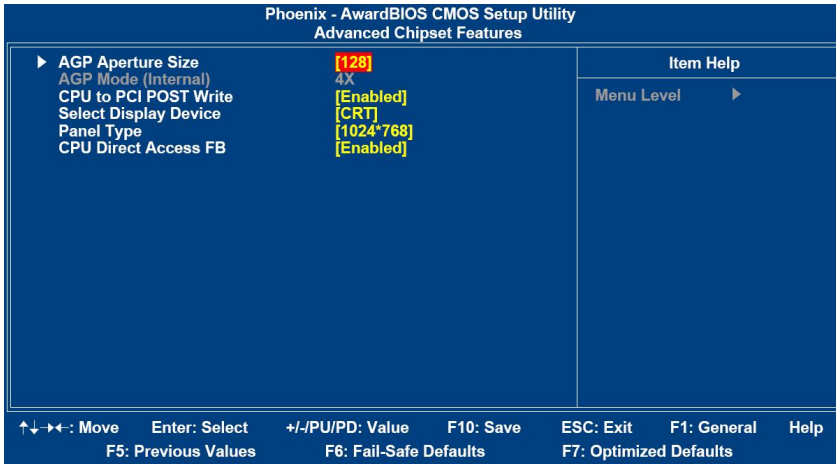 Phoenix - AwardBIOS CMOS Setup Utility
Advanced Chipset Features
AGP Aperture Size [128]
AGP Mode (Internal) 4X
CPU to PCI POST Write [Enabled]
Select Display Device [CRT]
Panel Type [1024*768]
CPU Direct Access FB [Enabled]
Item Help
Menu Level
↑↓→←: Move Enter: Select +/-/PU/PD: Value F10: Save ESC: Exit F1: General Help
F5: Previous Values F6: Fail-Safe Defaults F7: Optimized Defaults